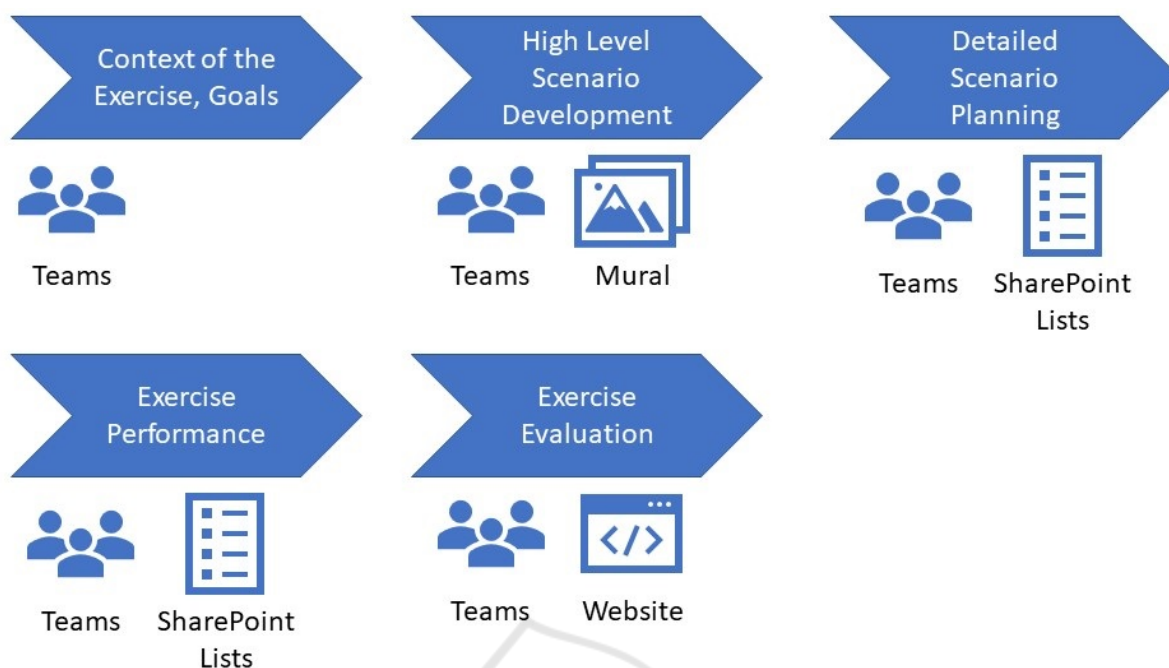 Context of the
Exercise, Goals
High Level
Scenario
Development
Detailed
Scenario
Planning
Teams
Teams
Mural
Teams
SharePoint
Lists
Exercise
Performance
Exercise
Evaluation
Teams
SharePoint
Lists
Teams
Website